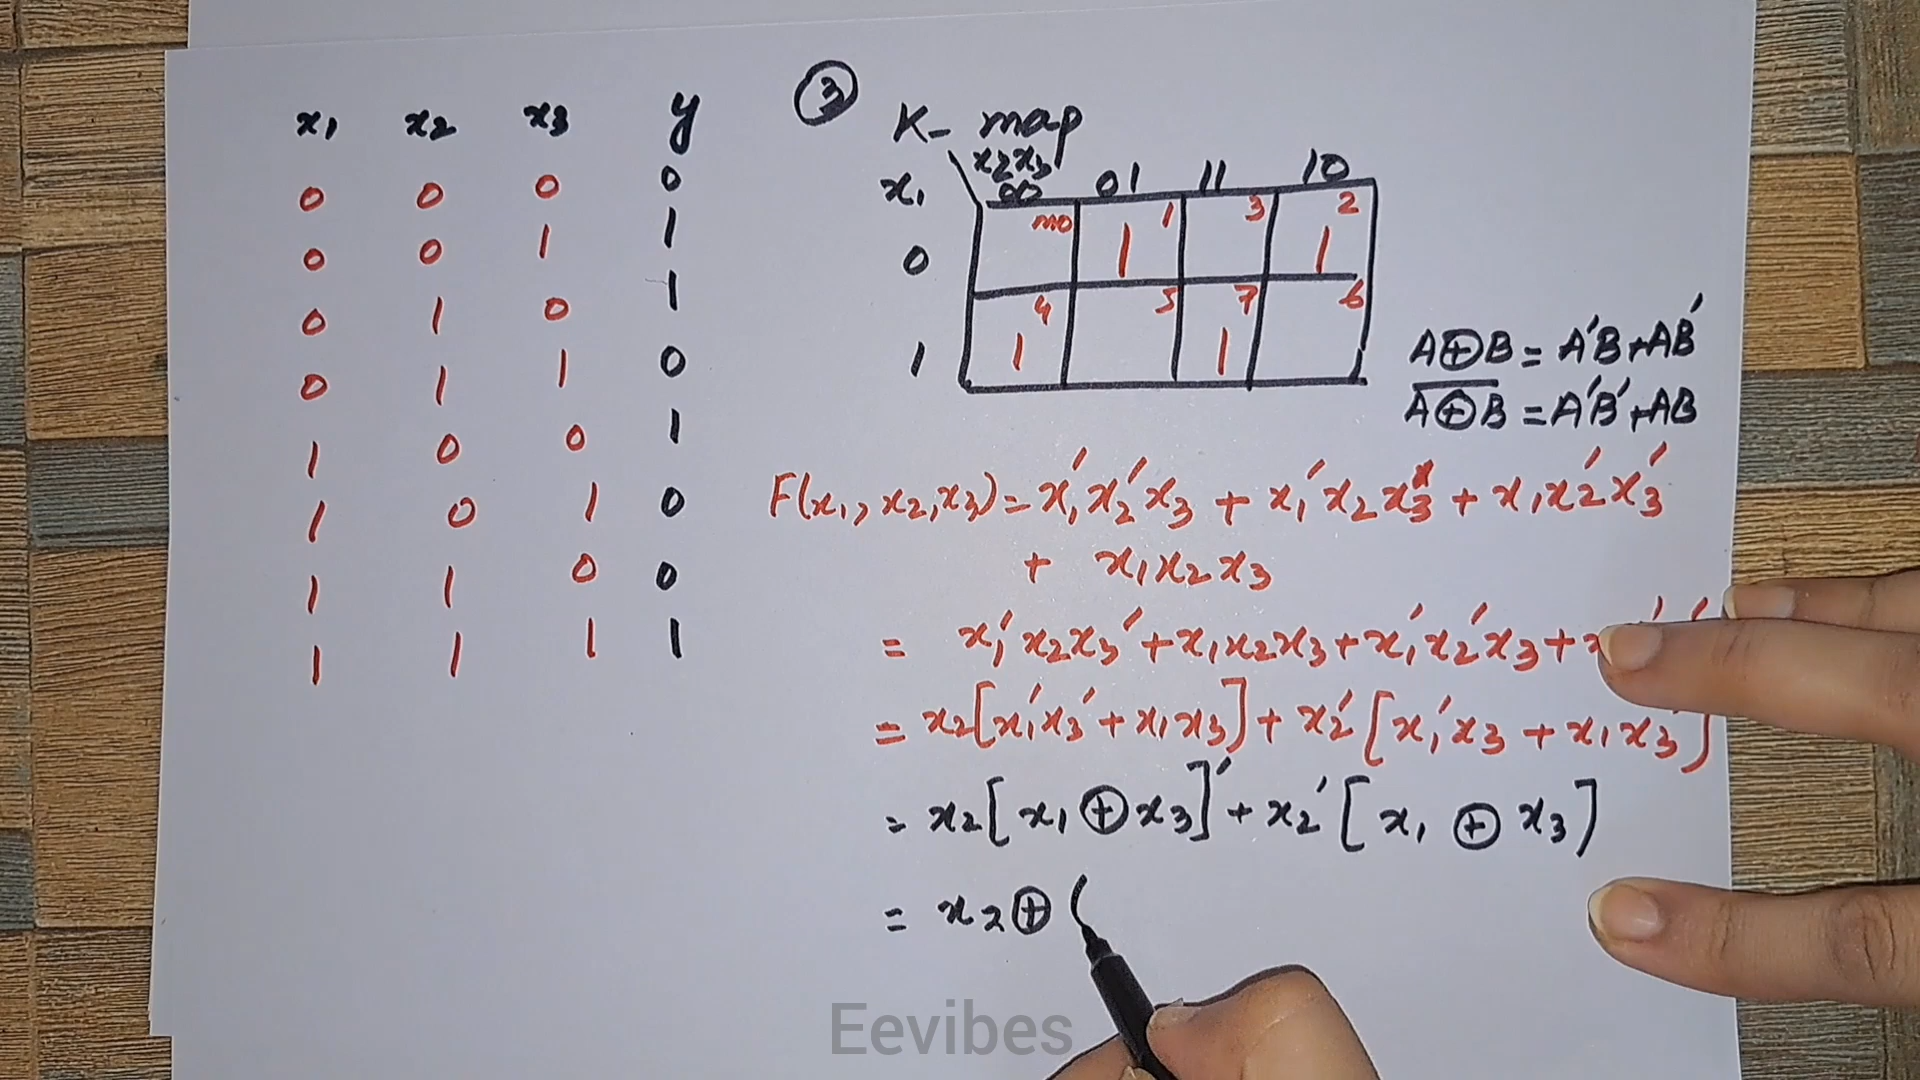 x1 x2 x3 y
0 0 0 0
0 0 1 1
0 1 0 1
0 1 1 0
1 0 0 1
1 0 1 0
1 1 0 0
1 1 1 1
③ K- map
x2x3
x1 00 01 11 10
m0 1 3 2
0 1 1
4 5 7 6
1 1 1
A⊕B = A'B+AB'
A̅⊕̅B̅ = A'B'+AB
F(x1, x2, x3) = x1'x2'x3 + x1'x2x3' + x1x2'x3'
+ x1x2x3
= x1'x2x3' + x1x2x3 + x1'x2'x3 +
= x2[x1'x3' + x1x3] + x2'[x1'x3 + x1x3']
= x2[x1 ⊕ x3]' + x2'[x1 ⊕ x3]
= x2 ⊕ (
Eevibes